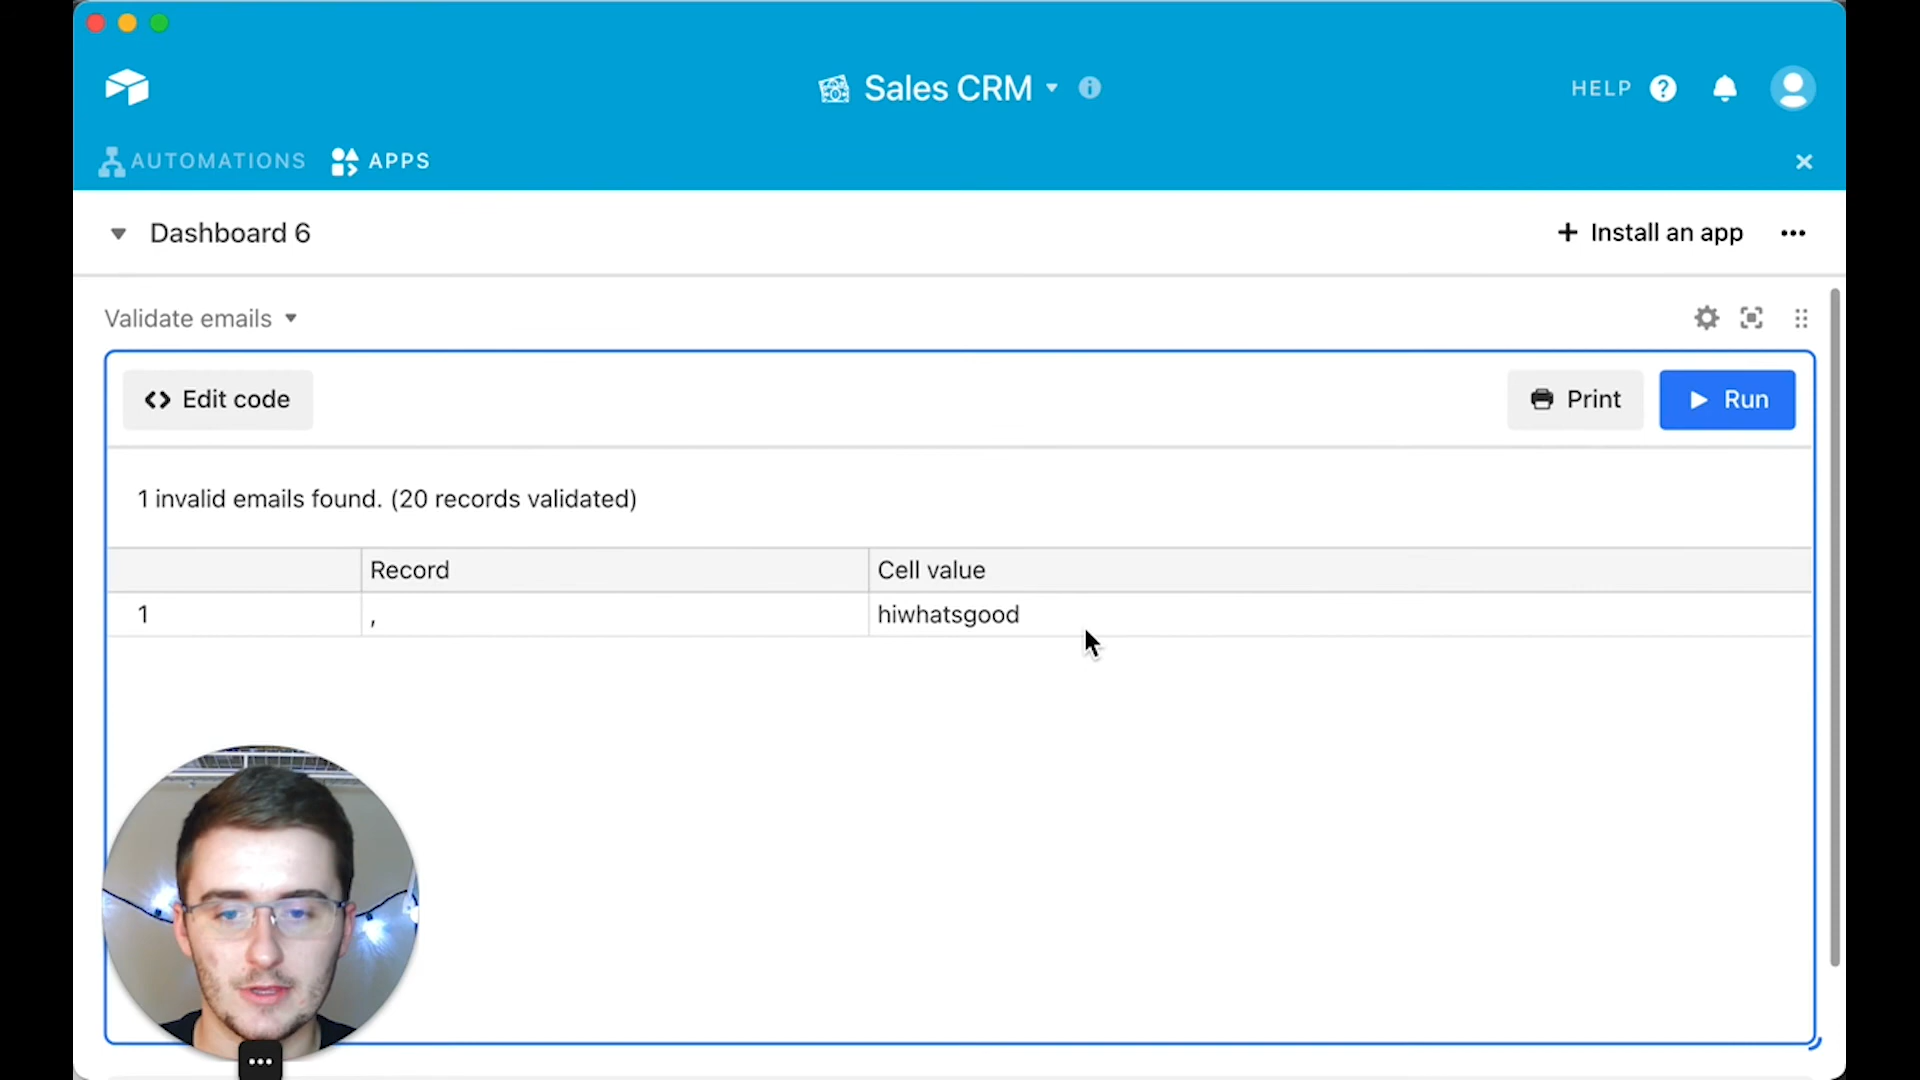 Sales CRM
HELP
AUTOMATIONS
APPS
Dashboard 6
+ Install an app
Validate emails
<> Edit code
Print
Run
1 invalid emails found. (20 records validated)
Record
Cell value
1
,
hiwhatsgood